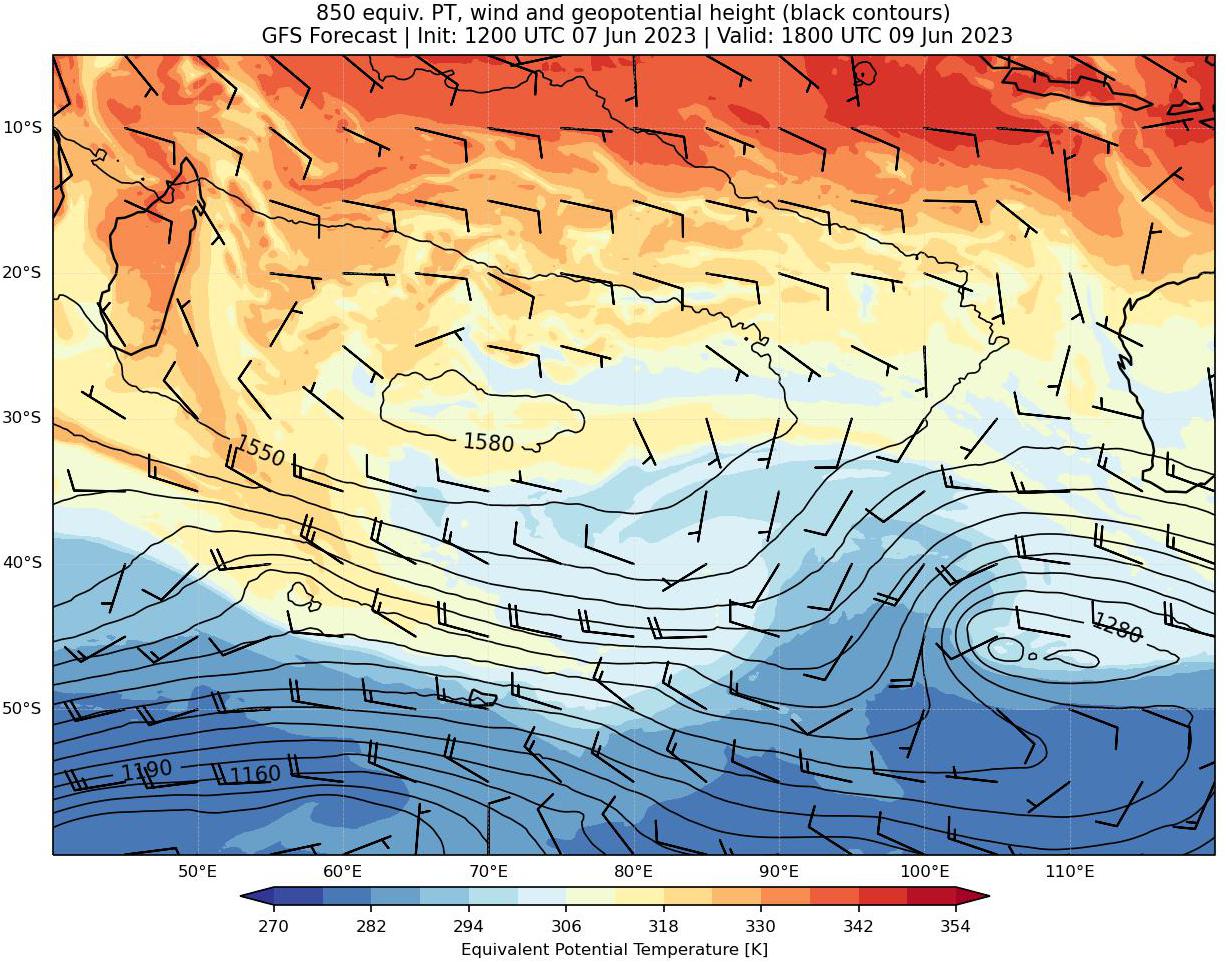 850 equiv. PT, wind and geopotential height (black contours)
GFS Forecast | Init: 1200 UTC 07 Jun 2023 | Valid: 1800 UTC 09 Jun 2023
10°S
20°S
30°S
40°S
50°S
1550
1580
1280
1190
1160
50°E 60°E 70°E 80°E 90°E 100°E 110°E
270 282 294 306 318 330 342 354
Equivalent Potential Temperature [K]